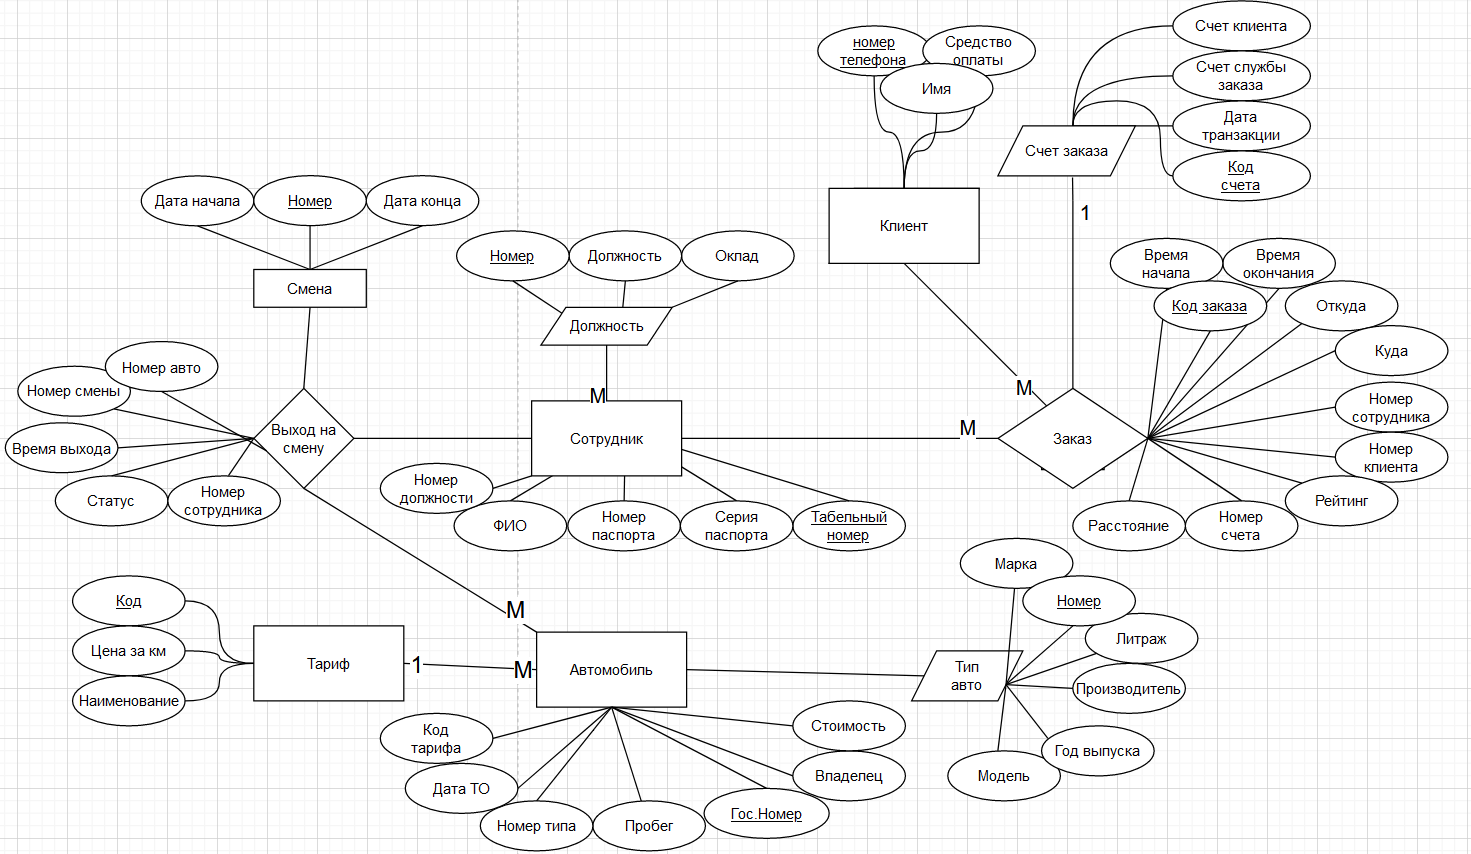 Счет клиента
номер
телефона
Средство
оплаты
Имя
Счет службы
заказа
Дата
транзакции
Счет заказа
Код
счета
1
Дата начала
Номер
Дата конца
Клиент
Номер
Должность
Оклад
Время
начала
Время
окончания
Смена
Код заказа
Откуда
Должность
Куда
Номер авто
Номер смены
M
M
Номер
сотрудника
Выход на
смену
Сотрудник
M
Заказ
Время выхода
Номер
клиента
Номер
должности
Статус
Номер
сотрудника
ФИО
Номер
паспорта
Серия
паспорта
Табельный
номер
Расстояние
Номер
счета
Рейтинг
Марка
Код
M
Номер
Литраж
Цена за км
Тариф
1
M
Автомобиль
Тип
авто
Производитель
Наименование
Код
тарифа
Стоимость
Год выпуска
Дата ТО
Владелец
Модель
Номер типа
Пробег
Гос.Номер